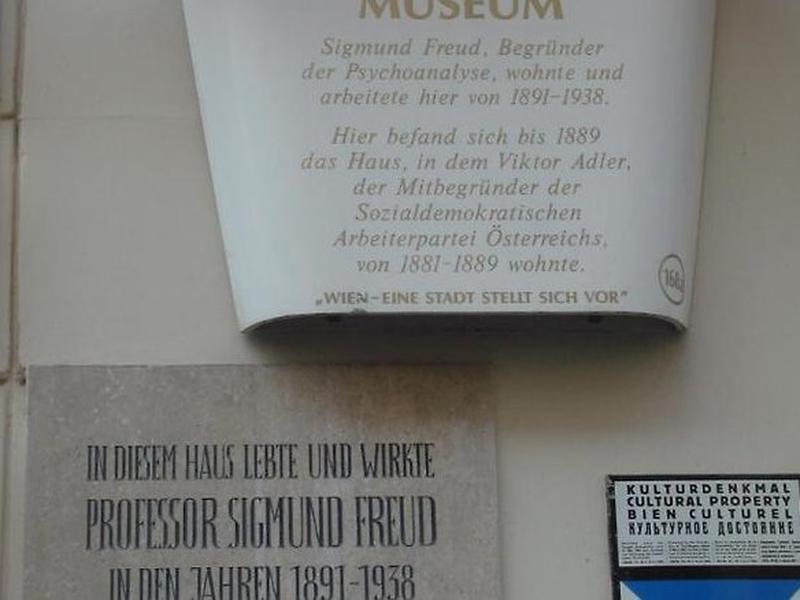 MUSEUM
Sigmund Freud, Begründer
der Psychoanalyse, wohnte und
arbeitete hier von 1891-1938.
Hier befand sich bis 1889
das Haus, in dem Viktor Adler,
der Mitbegründer der
Sozialdemokratischen
Arbeiterpartei Österreichs,
von 1881-1889 wohnte.
„WIEN-EINE STADT STELLT SICH VOR"
IN DIESEM HAUS LEBTE UND WIRKTE
PROFESSOR SIGMUND FREUD
IN DEN JAHREN 1891-1938
KULTURDENKMAL
CULTURAL PROPERTY
BIEN CULTUREL
КУЛЬТУРНОЕ ДОСТОЯНИЕ